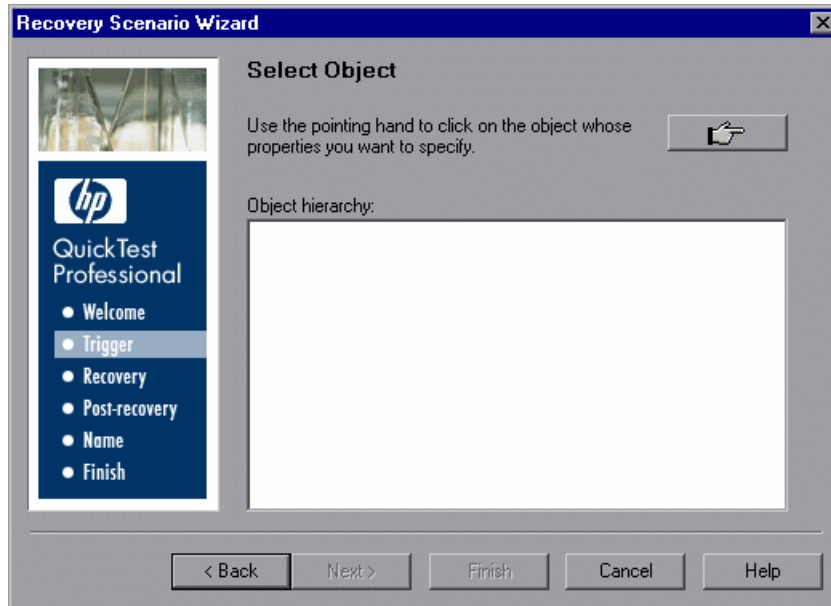 Recovery Scenario Wizard
Select Object
Use the pointing hand to click on the object whose
properties you want to specify.
Object hierarchy:
hp
QuickTest
Professional
Welcome
Trigger
Recovery
Post-recovery
Name
Finish
< Back
Next >
Finish
Cancel
Help